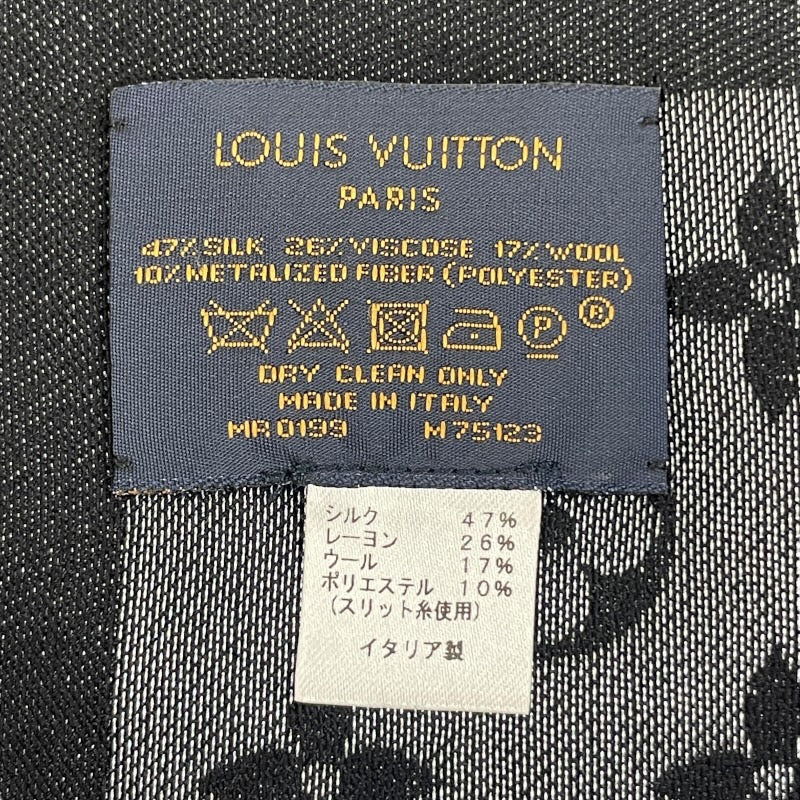 LOUIS VUITTON
PARIS
47% SILK 26% VISCOSE 17% WOOL
10% METALIZED FIBER (POLYESTER)
P ®
DRY CLEAN ONLY
MADE IN ITALY
MR0199 M75123
シルク 47%
レーヨン 26%
ウール 17%
ポリエステル 10%
(スリット糸使用)
イタリア製